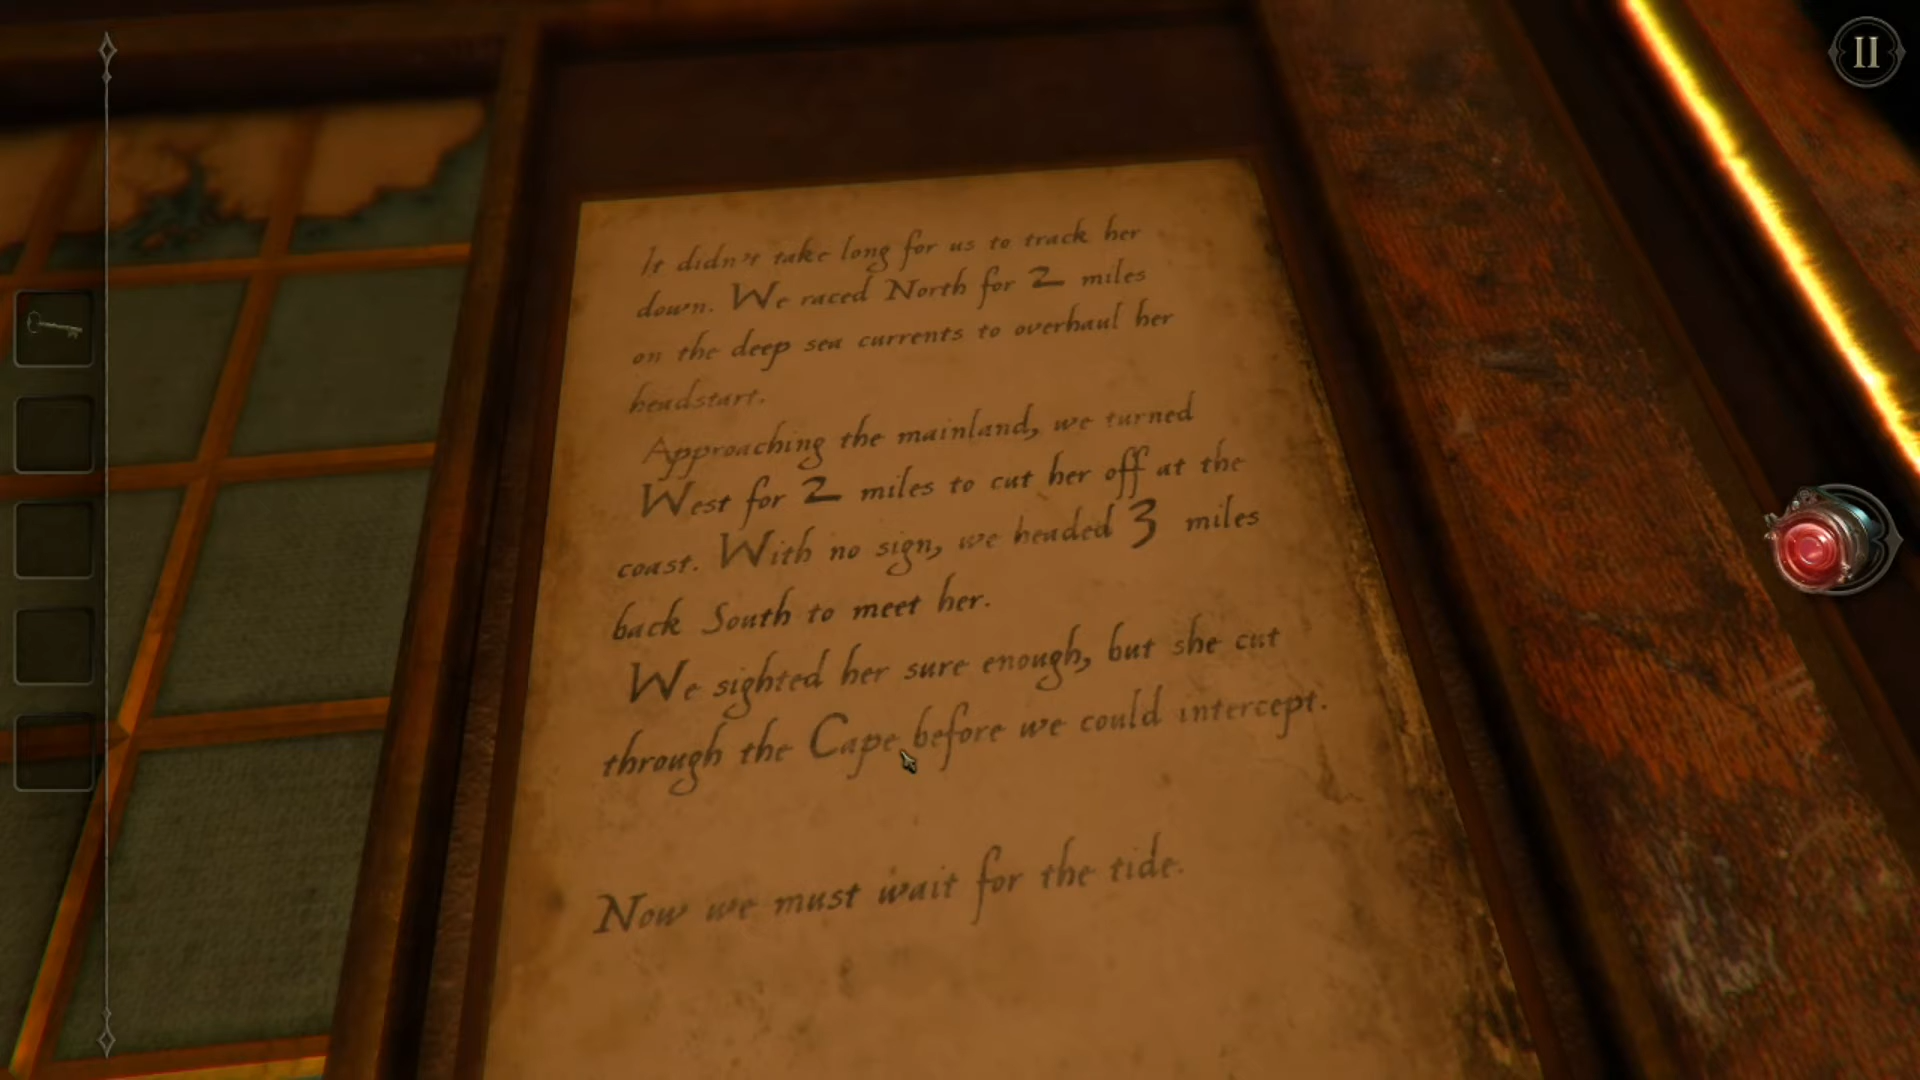 It didn't take long for us to track her
down. We raced North for 2 miles
on the deep sea currents to overhaul her
headstart.
Approaching the mainland, we turned
West for 2 miles to cut her off at the
coast. With no sign, we headed 3 miles
back South to meet her.
We sighted her sure enough, but she cut
through the Cape before we could intercept.
Now we must wait for the tide.